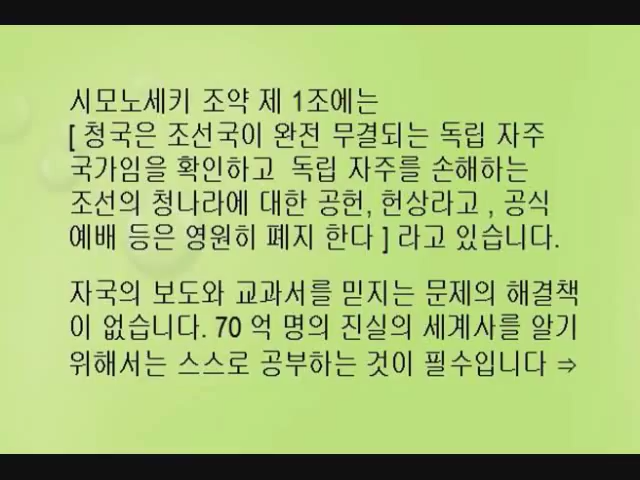 시모노세키 조약 제 1조에는
[ 청국은 조선국이 완전 무결되는 독립 자주
국가임을 확인하고 독립 자주를 손해하는
조선의 청나라에 대한 공헌, 헌상라고 , 공식
예배 등은 영원히 폐지 한다 ] 라고 있습니다.
자국의 보도와 교과서를 믿지는 문제의 해결책
이 없습니다. 70 억 명의 진실의 세계사를 알기
위해서는 스스로 공부하는 것이 필수입니다 ⇒